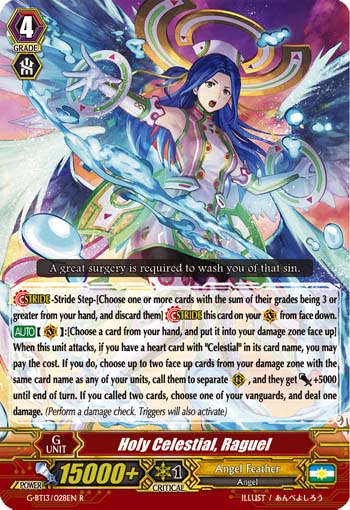 4
GRADE
A great surgery is required to wash you of that sin.
STRIDE -Stride Step-[Choose one or more cards with the sum of their grades being 3 or
greater from your hand, and discard them] STRIDE this card on your from face down.
AUTO [ ]:[Choose a card from your hand, and put it into your damage zone face up]
When this unit attacks, if you have a heart card with "Celestial" in its card name, you may
pay the cost. If you do, choose up to two face up cards from your damage zone with the
same card name as any of your units, call them to separate , and they get +5000
until end of turn. If you called two cards, choose one of your vanguards, and deal one
damage. (Perform a damage check. Triggers will also activate)
G UNIT
Holy Celestial, Raguel
POWER 15000+ 1 CRITICAL
Angel Feather
Angel
G-BT13/028EN R
ILLUST / あんべよしろう